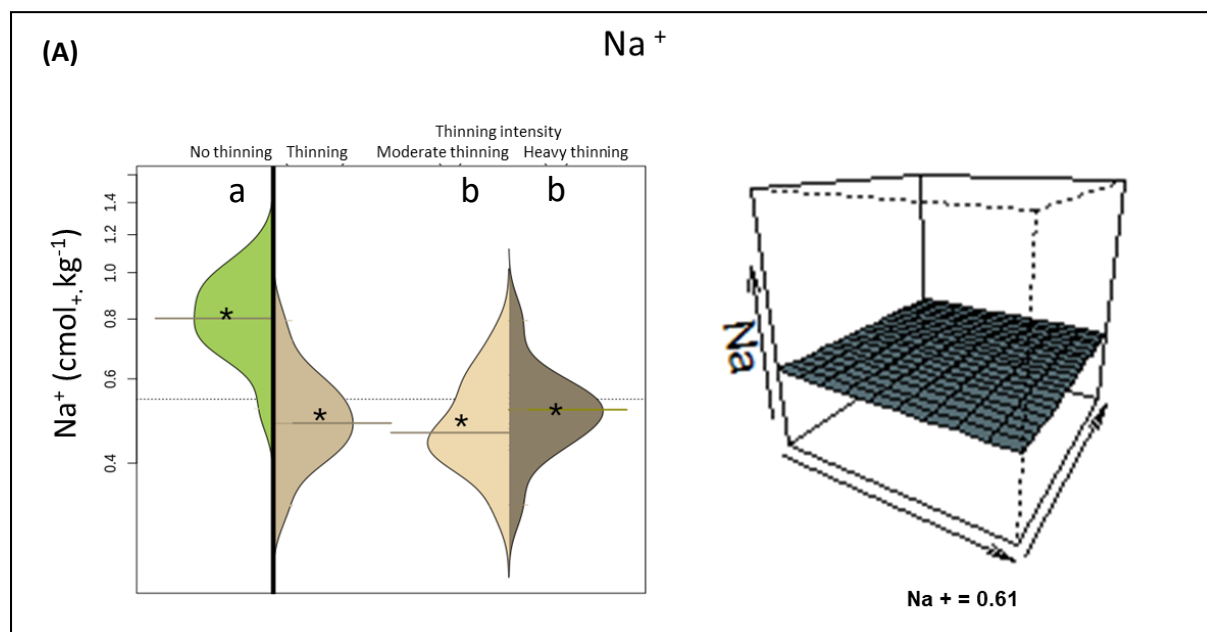 (A)
Na +
Thinning intensity
No thinning Thinning Moderate thinning Heavy thinning
a b b
1.4
1.2
1.0
0.8
0.6
0.4
Na+ (cmol+.kg-1)
* * * *
Na
Na + = 0.61